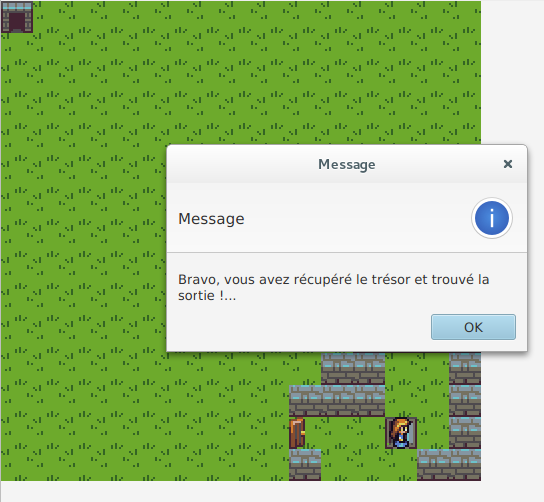 Message
Message
Bravo, vous avez récupéré le trésor et trouvé la
sortie !...
OK